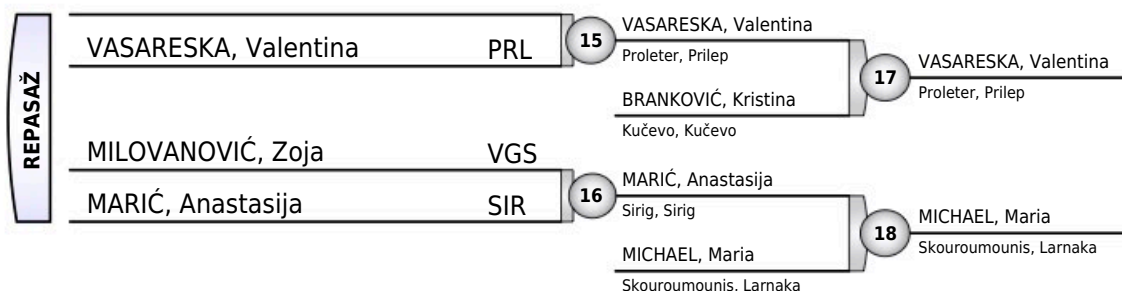 REPASAŽ
VASARESKA, Valentina PRL
MILOVANOVIĆ, Zoja VGS
MARIĆ, Anastasija SIR
15
16
VASARESKA, Valentina
Proleter, Prilep
BRANKOVIĆ, Kristina
Kučevo, Kučevo
MARIĆ, Anastasija
Sirig, Sirig
MICHAEL, Maria
Skouroumounis, Larnaka
17
18
VASARESKA, Valentina
Proleter, Prilep
MICHAEL, Maria
Skouroumounis, Larnaka